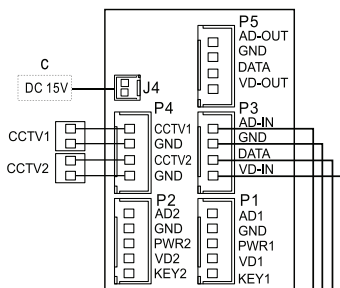 P5
AD-OUT
GND
DATA
VD-OUT
C
DC 15V
J4
P4
CCTV1
GND
CCTV2
GND
CCTV1
CCTV2
P3
AD-IN
GND
DATA
VD-IN
P2
AD2
GND
PWR2
VD2
KEY2
P1
AD1
GND
PWR1
VD1
KEY1